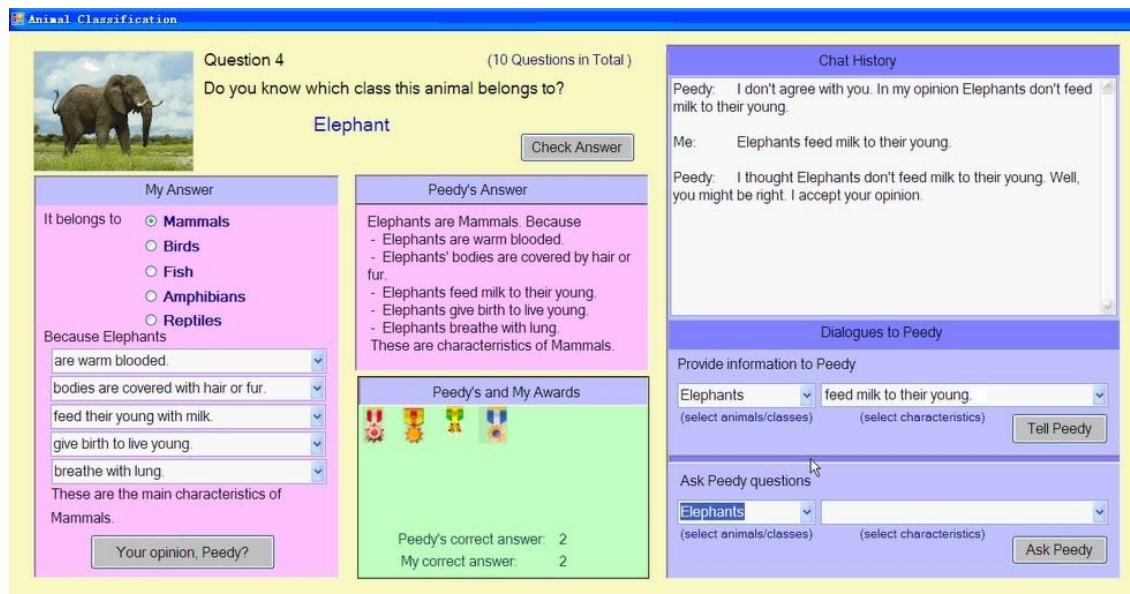 Animal Classification
Question 4
(10 Questions in Total )
Do you know which class this animal belongs to?
Elephant
Check Answer
My Answer
It belongs to
Mammals
Birds
Fish
Amphibians
Reptiles
Because Elephants
are warm blooded.
bodies are covered with hair or fur.
feed their young with milk.
give birth to live young.
breathe with lung.
These are the main characteristics of
Mammals.
Your opinion, Peedy?
Peedy's Answer
Elephants are Mammals. Because
- Elephants are warm blooded.
- Elephants' bodies are covered by hair or
fur.
- Elephants feed milk to their young.
- Elephants give birth to live young.
- Elephants breathe with lung.
These are characterristics of Mammals.
Peedy's and My Awards
Peedy's correct answer: 2
My correct answer: 2
Chat History
Peedy: I don't agree with you. In my opinion Elephants don't feed
milk to their young.
Me: Elephants feed milk to their young.
Peedy: I thought Elephants don't feed milk to their young. Well,
you might be right. I accept your opinion.
Dialogues to Peedy
Provide information to Peedy
Elephants feed milk to their young.
(select animals/classes) (select characteristics)
Tell Peedy
Ask Peedy questions
Elephants
(select animals/classes) (select characteristics)
Ask Peedy